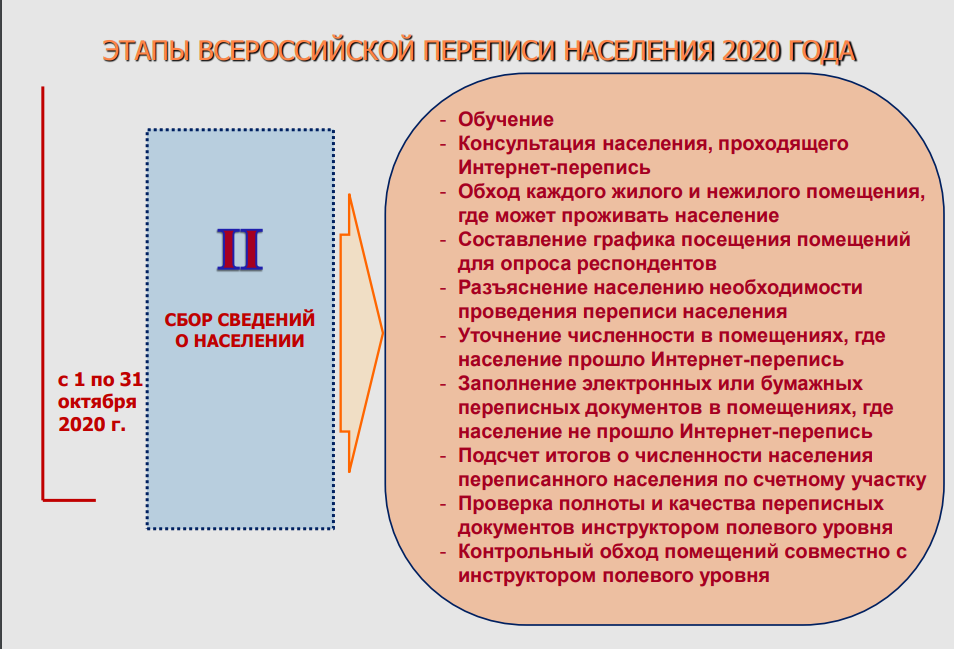 ЭТАПЫ ВСЕРОССИЙСКОЙ ПЕРЕПИСИ НАСЕЛЕНИЯ 2020 ГОДА
с 1 по 31
октября
2020 г.
II
СБОР СВЕДЕНИЙ
О НАСЕЛЕНИИ
- Обучение
- Консультация населения, проходящего
Интернет-перепись
- Обход каждого жилого и нежилого помещения,
где может проживать население
- Составление графика посещения помещений
для опроса респондентов
- Разъяснение населению необходимости
проведения переписи населения
- Уточнение численности в помещениях, где
население прошло Интернет-перепись
- Заполнение электронных или бумажных
переписных документов в помещениях, где
население не прошло Интернет-перепись
- Подсчет итогов о численности населения
переписанного населения по счетному участку
- Проверка полноты и качества переписных
документов инструктором полевого уровня
- Контрольный обход помещений совместно с
инструктором полевого уровня